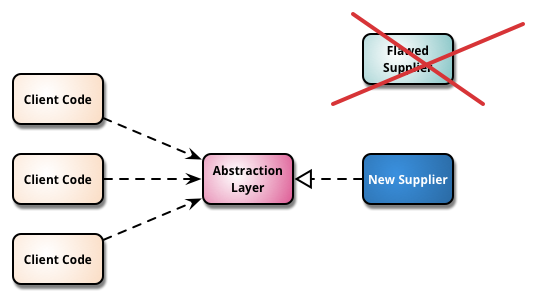 Flawed
Supplier
Client Code
Client Code
Abstraction
Layer
New Supplier
Client Code